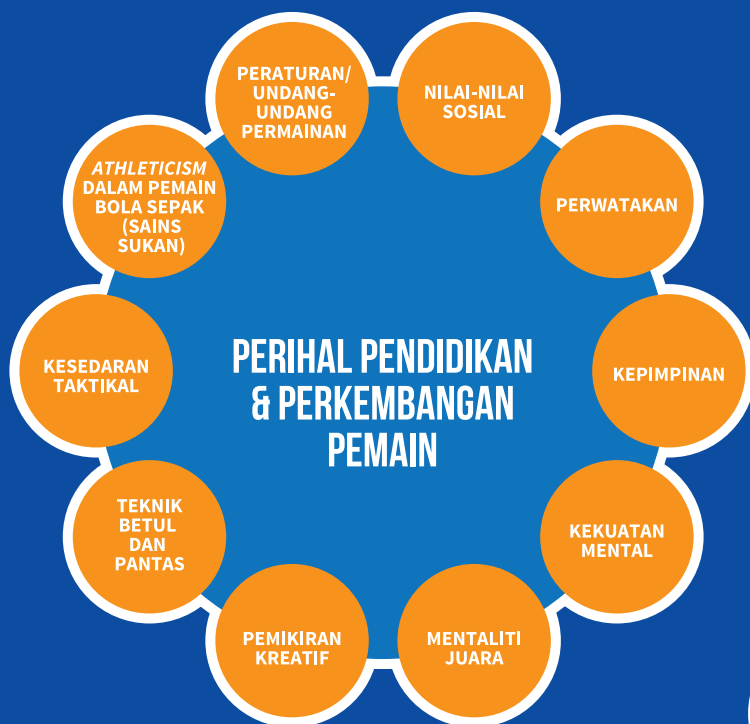 PERATURAN/
UNDANG-
UNDANG
PERMAINAN
NILAI-NILAI
SOSIAL
ATHLETICISM
DALAM PEMAIN
BOLA SEPAK
(SAINS
SUKAN)
PERWATAKAN
KESEDARAN
TAKTIKAL
PERIHAL PENDIDIKAN
& PERKEMBANGAN
PEMAIN
KEPIMPINAN
TEKNIK
BETUL
DAN
PANTAS
KEKUATAN
MENTAL
PEMIKIRAN
KREATIF
MENTALITI
JUARA